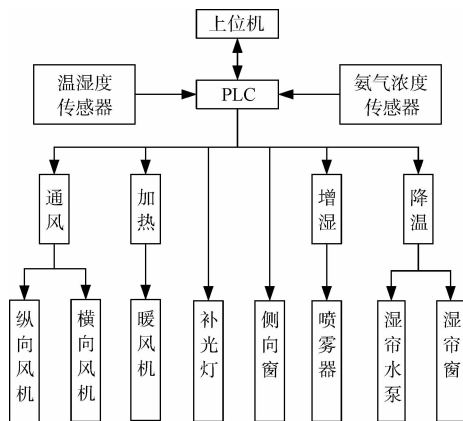 上位机
温湿度
传感器
PLC
氨气浓度
传感器
通风
加热
增湿
降温
纵向风机
横向风机
暖风机
补光灯
侧向窗
喷雾器
湿帘水泵
湿帘窗